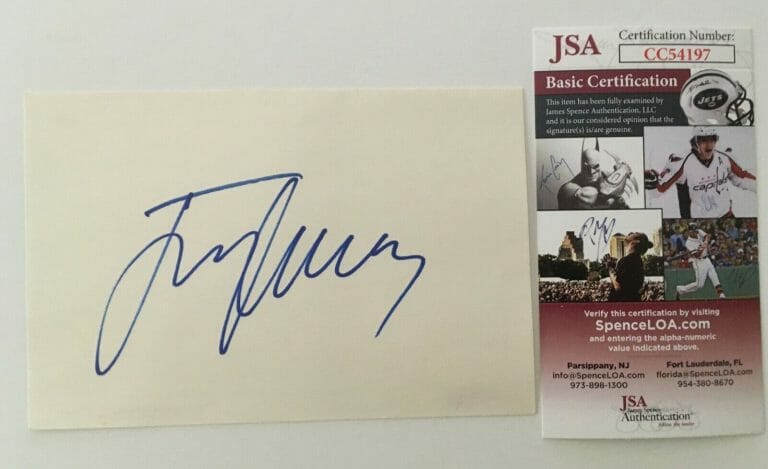 JSA
Certification Number:
CC54197
Basic Certification
This item has been fully examined by
James Spence Authentication, LLC
and it is our considered opinion that the
signature(s) is/are genuine.
JETS
capitals
Verify this certification by visiting
SpenceLOA.com
and entering the alpha-numeric
value indicated above.
Parsippany, NJ
info@SpenceLOA.com
973-898-1300
Fort Lauderdale, FL
florida@SpenceLOA.com
954-380-8670
JSA
James Spence
Authentication